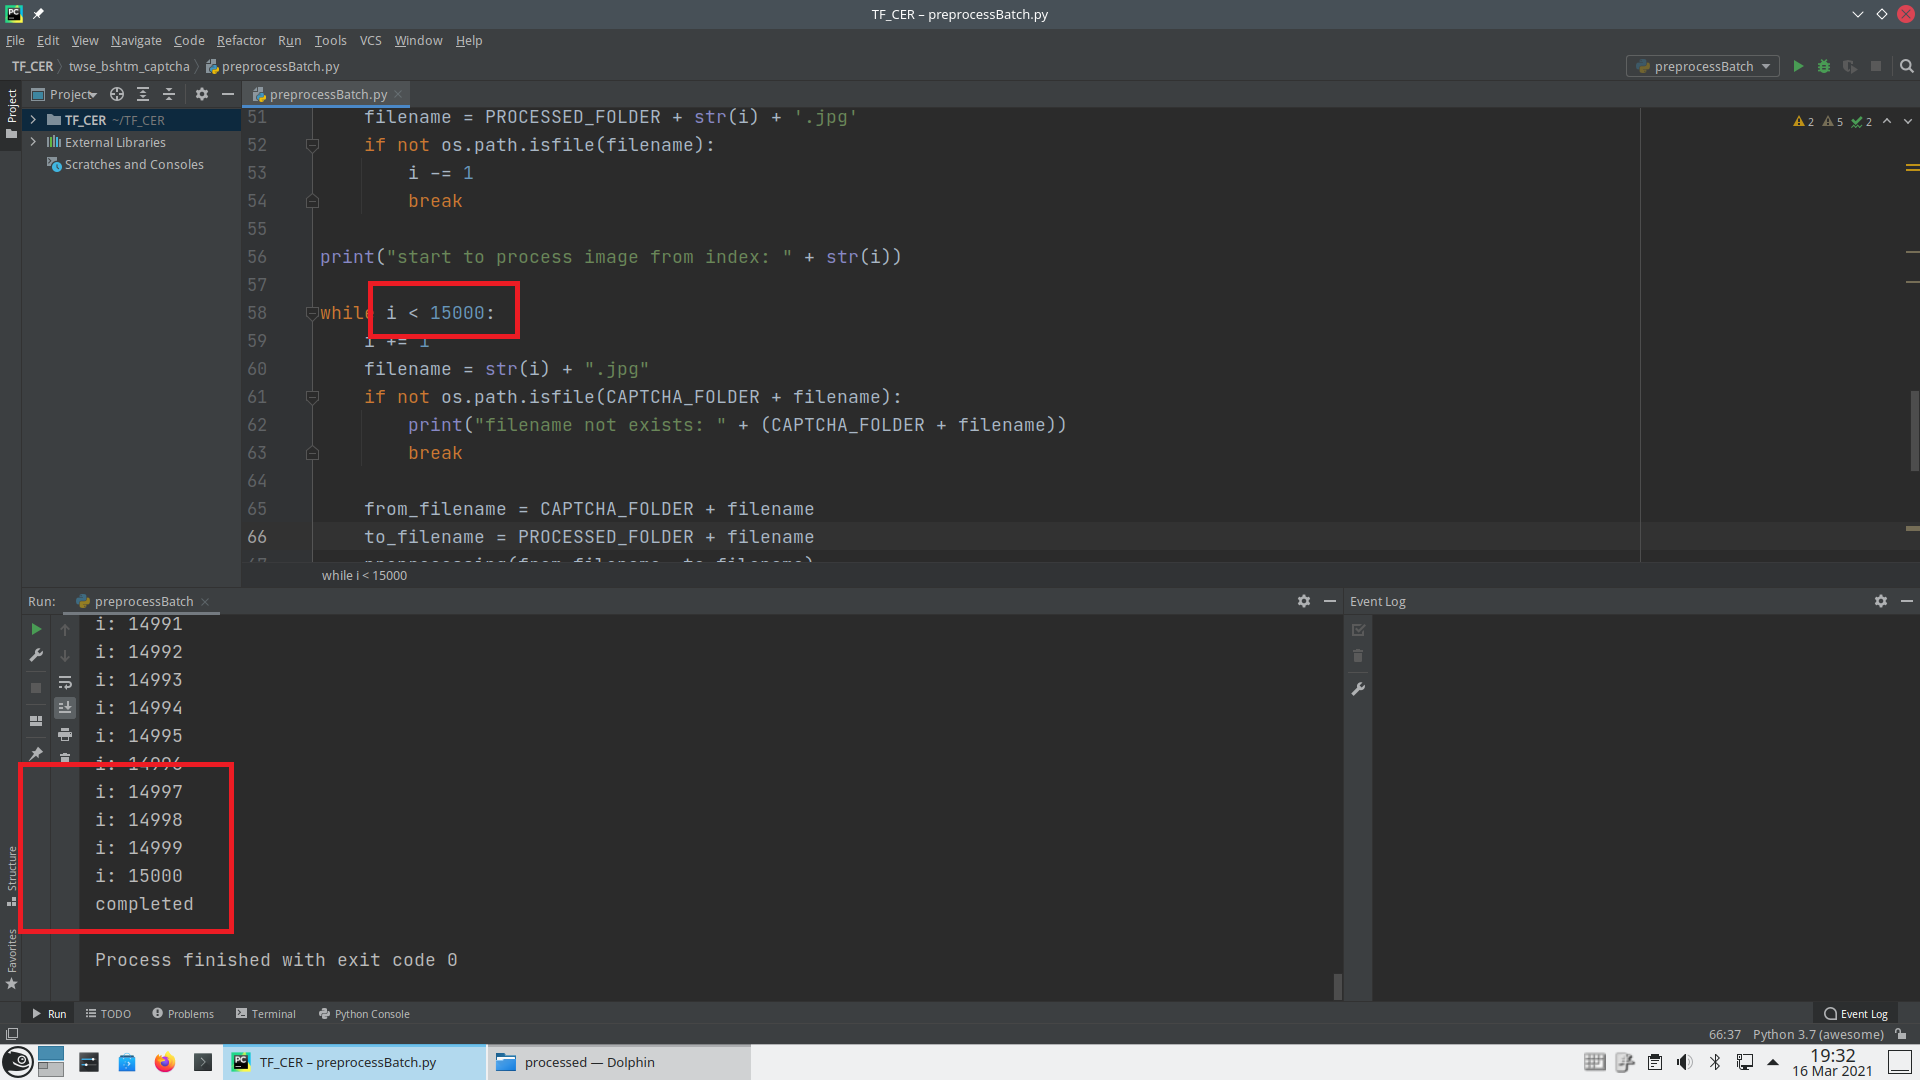 TF_CER – preprocessBatch.py
File Edit View Navigate Code Refactor Run Tools VCS Window Help
TF_CER twse_bshtm_captcha preprocessBatch.py
preprocessBatch
Project
Project
preprocessBatch.py
TF_CER ~/TF_CER
External Libraries
Scratches and Consoles
2 5 2
51 filename = PROCESSED_FOLDER + str(i) + '.jpg'
52 if not os.path.isfile(filename):
53 i -= 1
54 break
55
56 print("start to process image from index: " + str(i))
57
58 while i < 15000:
59 i += 1
60 filename = str(i) + ".jpg"
61 if not os.path.isfile(CAPTCHA_FOLDER + filename):
62 print("filename not exists: " + (CAPTCHA_FOLDER + filename))
63 break
64
65 from_filename = CAPTCHA_FOLDER + filename
66 to_filename = PROCESSED_FOLDER + filename
while i < 15000
Run: preprocessBatch
Event Log
i: 14991
i: 14992
i: 14993
i: 14994
i: 14995
i: 14996
i: 14997
i: 14998
i: 14999
i: 15000
completed
Process finished with exit code 0
Structure
Favorites
Run TODO Problems Terminal Python Console
Event Log
66:37 Python 3.7 (awesome)
TF_CER – preprocessBatch.py
processed — Dolphin
19:32
16 Mar 2021